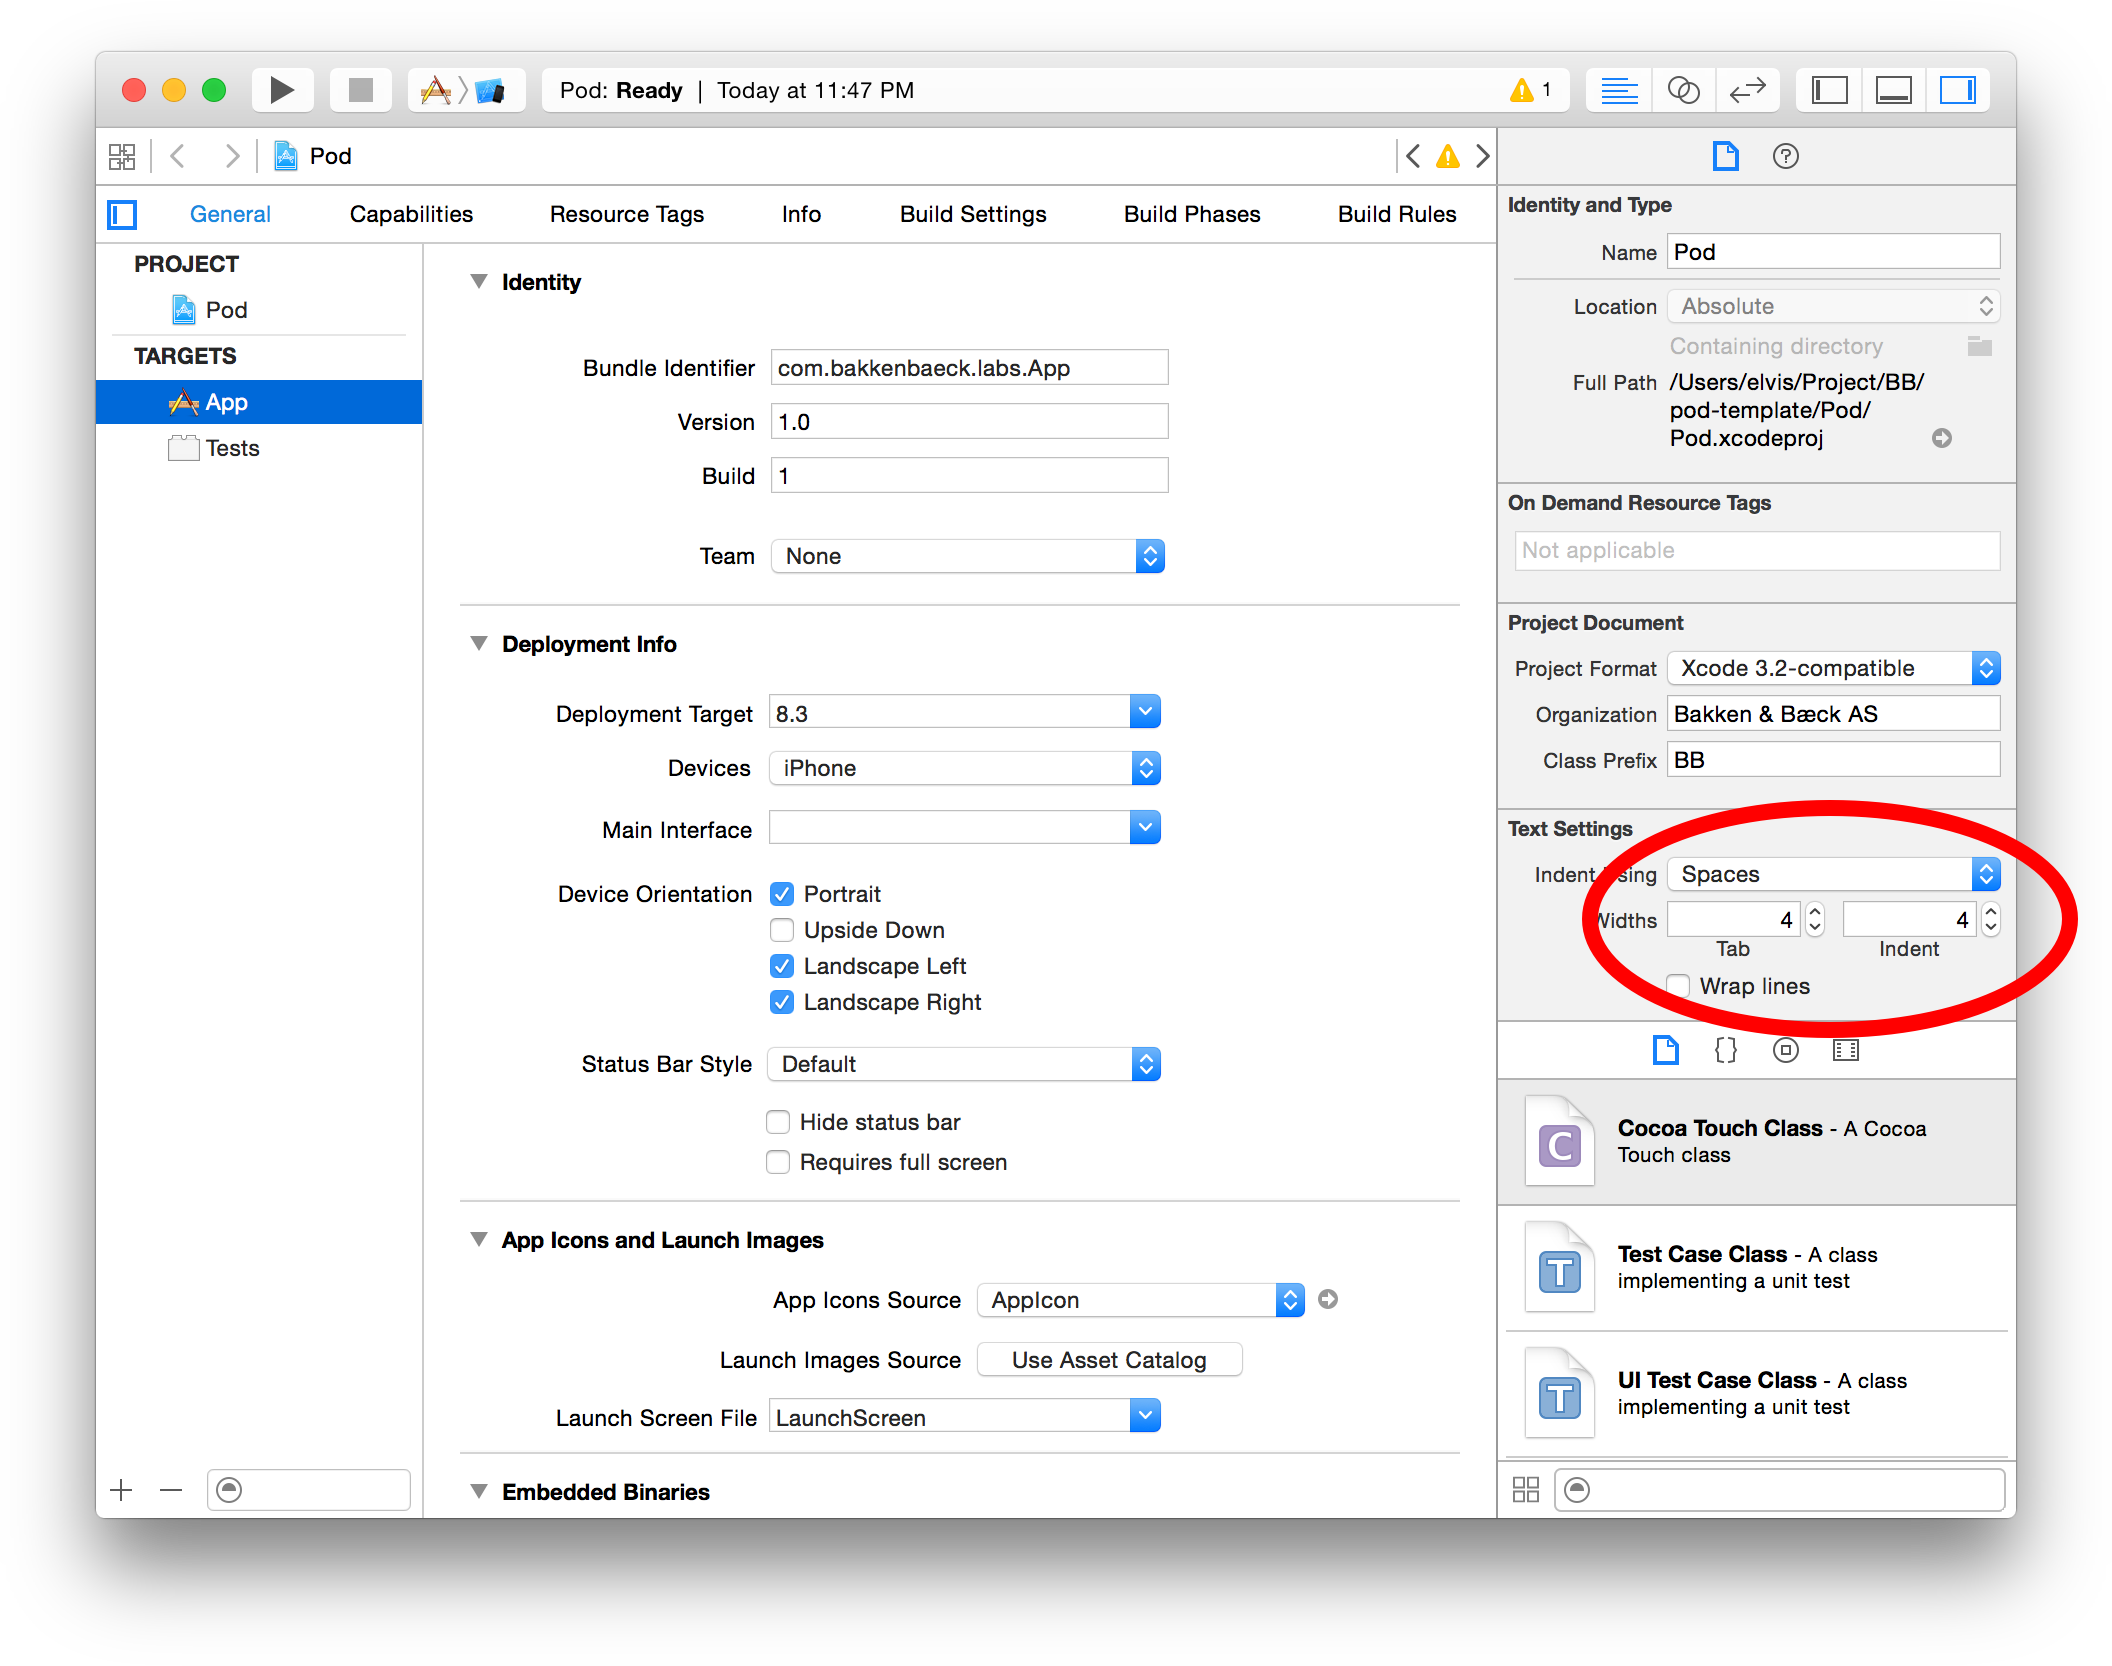 Pod: Ready | Today at 11:47 PM
1
Pod
General Capabilities Resource Tags Info Build Settings Build Phases Build Rules
PROJECT
Pod
TARGETS
App
Tests
Identity
Bundle Identifier com.bakkenbaeck.labs.App
Version 1.0
Build 1
Team None
Deployment Info
Deployment Target 8.3
Devices iPhone
Main Interface
Device Orientation Portrait
Upside Down
Landscape Left
Landscape Right
Status Bar Style Default
Hide status bar
Requires full screen
App Icons and Launch Images
App Icons Source AppIcon
Launch Images Source Use Asset Catalog
Launch Screen File LaunchScreen
Embedded Binaries
Identity and Type
Name Pod
Location Absolute
Containing directory
Full Path /Users/elvis/Project/BB/
pod-template/Pod/
Pod.xcodeproj
On Demand Resource Tags
Not applicable
Project Document
Project Format Xcode 3.2-compatible
Organization Bakken & Bæck AS
Class Prefix BB
Text Settings
Indent Using Spaces
Widths 4 4
Tab Indent
Wrap lines
C
Cocoa Touch Class - A Cocoa
Touch class
T
Test Case Class - A class
implementing a unit test
T
UI Test Case Class - A class
implementing a unit test